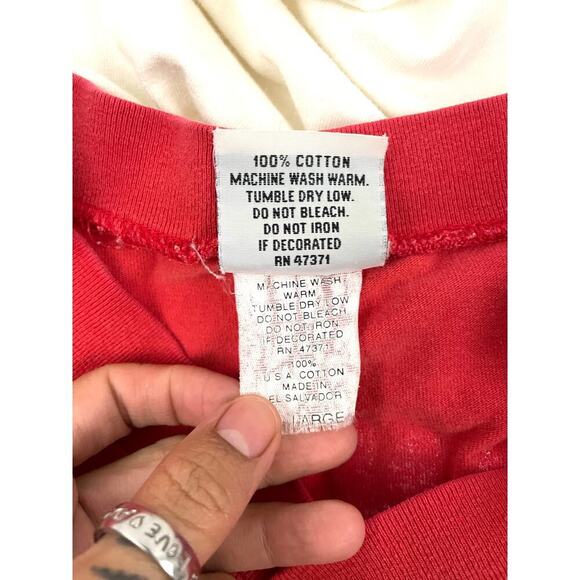 100% COTTON
MACHINE WASH WARM.
TUMBLE DRY LOW.
DO NOT BLEACH.
DO NOT IRON
IF DECORATED
RN 47371
MACHINE WASH
WARM
TUMBLE DRY LOW
DO NOT BLEACH
DO NOT IRON
RN 47371
100%
U.S.A COTTON
MADE IN
EL SALVADOR
LARGE
LOVE